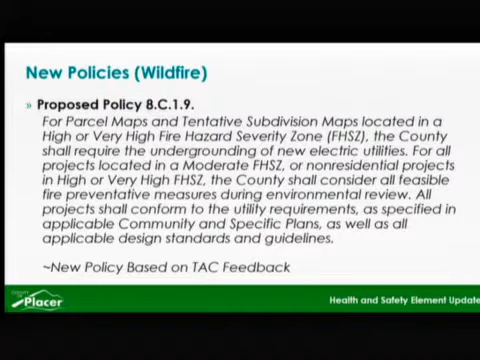 New Policies (Wildfire)
» Proposed Policy 8.C.1.9.
For Parcel Maps and Tentative Subdivision Maps located in a
High or Very High Fire Hazard Severity Zone (FHSZ), the County
shall require the undergrounding of new electric utilities. For all
projects located in a Moderate FHSZ, or nonresidential projects
in High or Very High FHSZ, the County shall consider all feasible
fire preventative measures during environmental review. All
projects shall conform to the utility requirements, as specified in
applicable Community and Specific Plans, as well as all
applicable design standards and guidelines.
~New Policy Based on TAC Feedback
Placer
Health and Safety Element Update